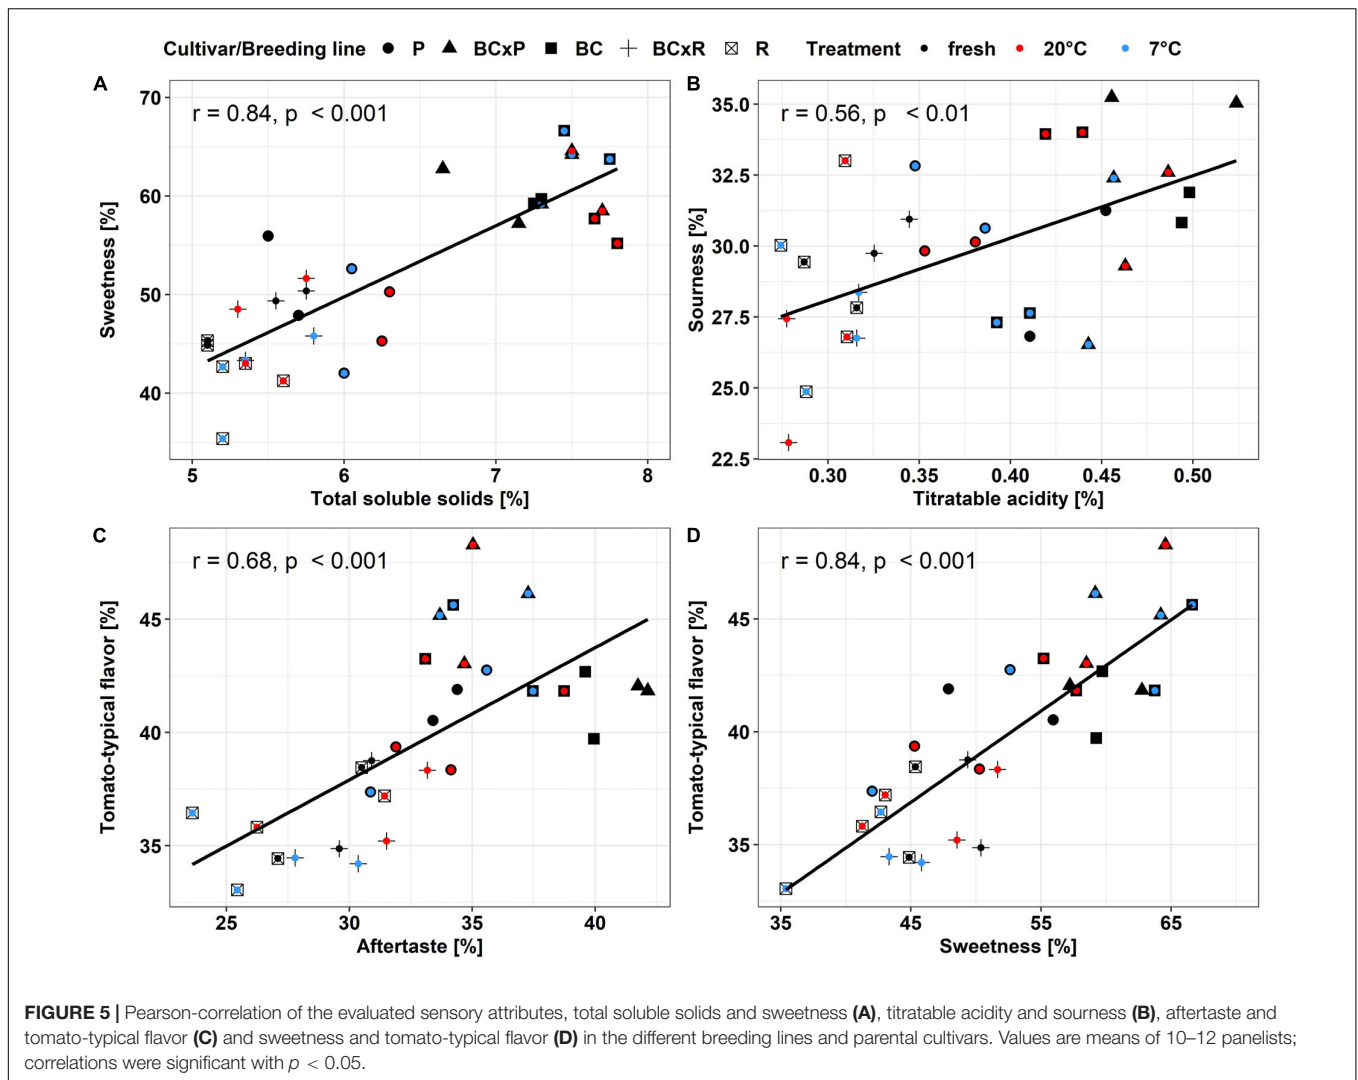 Cultivar/Breeding line P BCxP BC BCxR R Treatment fresh 20°C 7°C
A
r = 0.84, p < 0.001
70
60
50
40
Sweetness [%]
5 6 7 8
Total soluble solids [%]
B
r = 0.56, p < 0.01
35.0
32.5
30.0
27.5
25.0
22.5
Sourness [%]
0.30 0.35 0.40 0.45 0.50
Titratable acidity [%]
C
r = 0.68, p < 0.001
45
40
35
Tomato-typical flavor [%]
25 30 35 40
Aftertaste [%]
D
r = 0.84, p < 0.001
45
40
35
Tomato-typical flavor [%]
35 45 55 65
Sweetness [%]
FIGURE 5 | Pearson-correlation of the evaluated sensory attributes, total soluble solids and sweetness (A), titratable acidity and sourness (B), aftertaste and
tomato-typical flavor (C) and sweetness and tomato-typical flavor (D) in the different breeding lines and parental cultivars. Values are means of 10–12 panelists;
correlations were significant with p < 0.05.